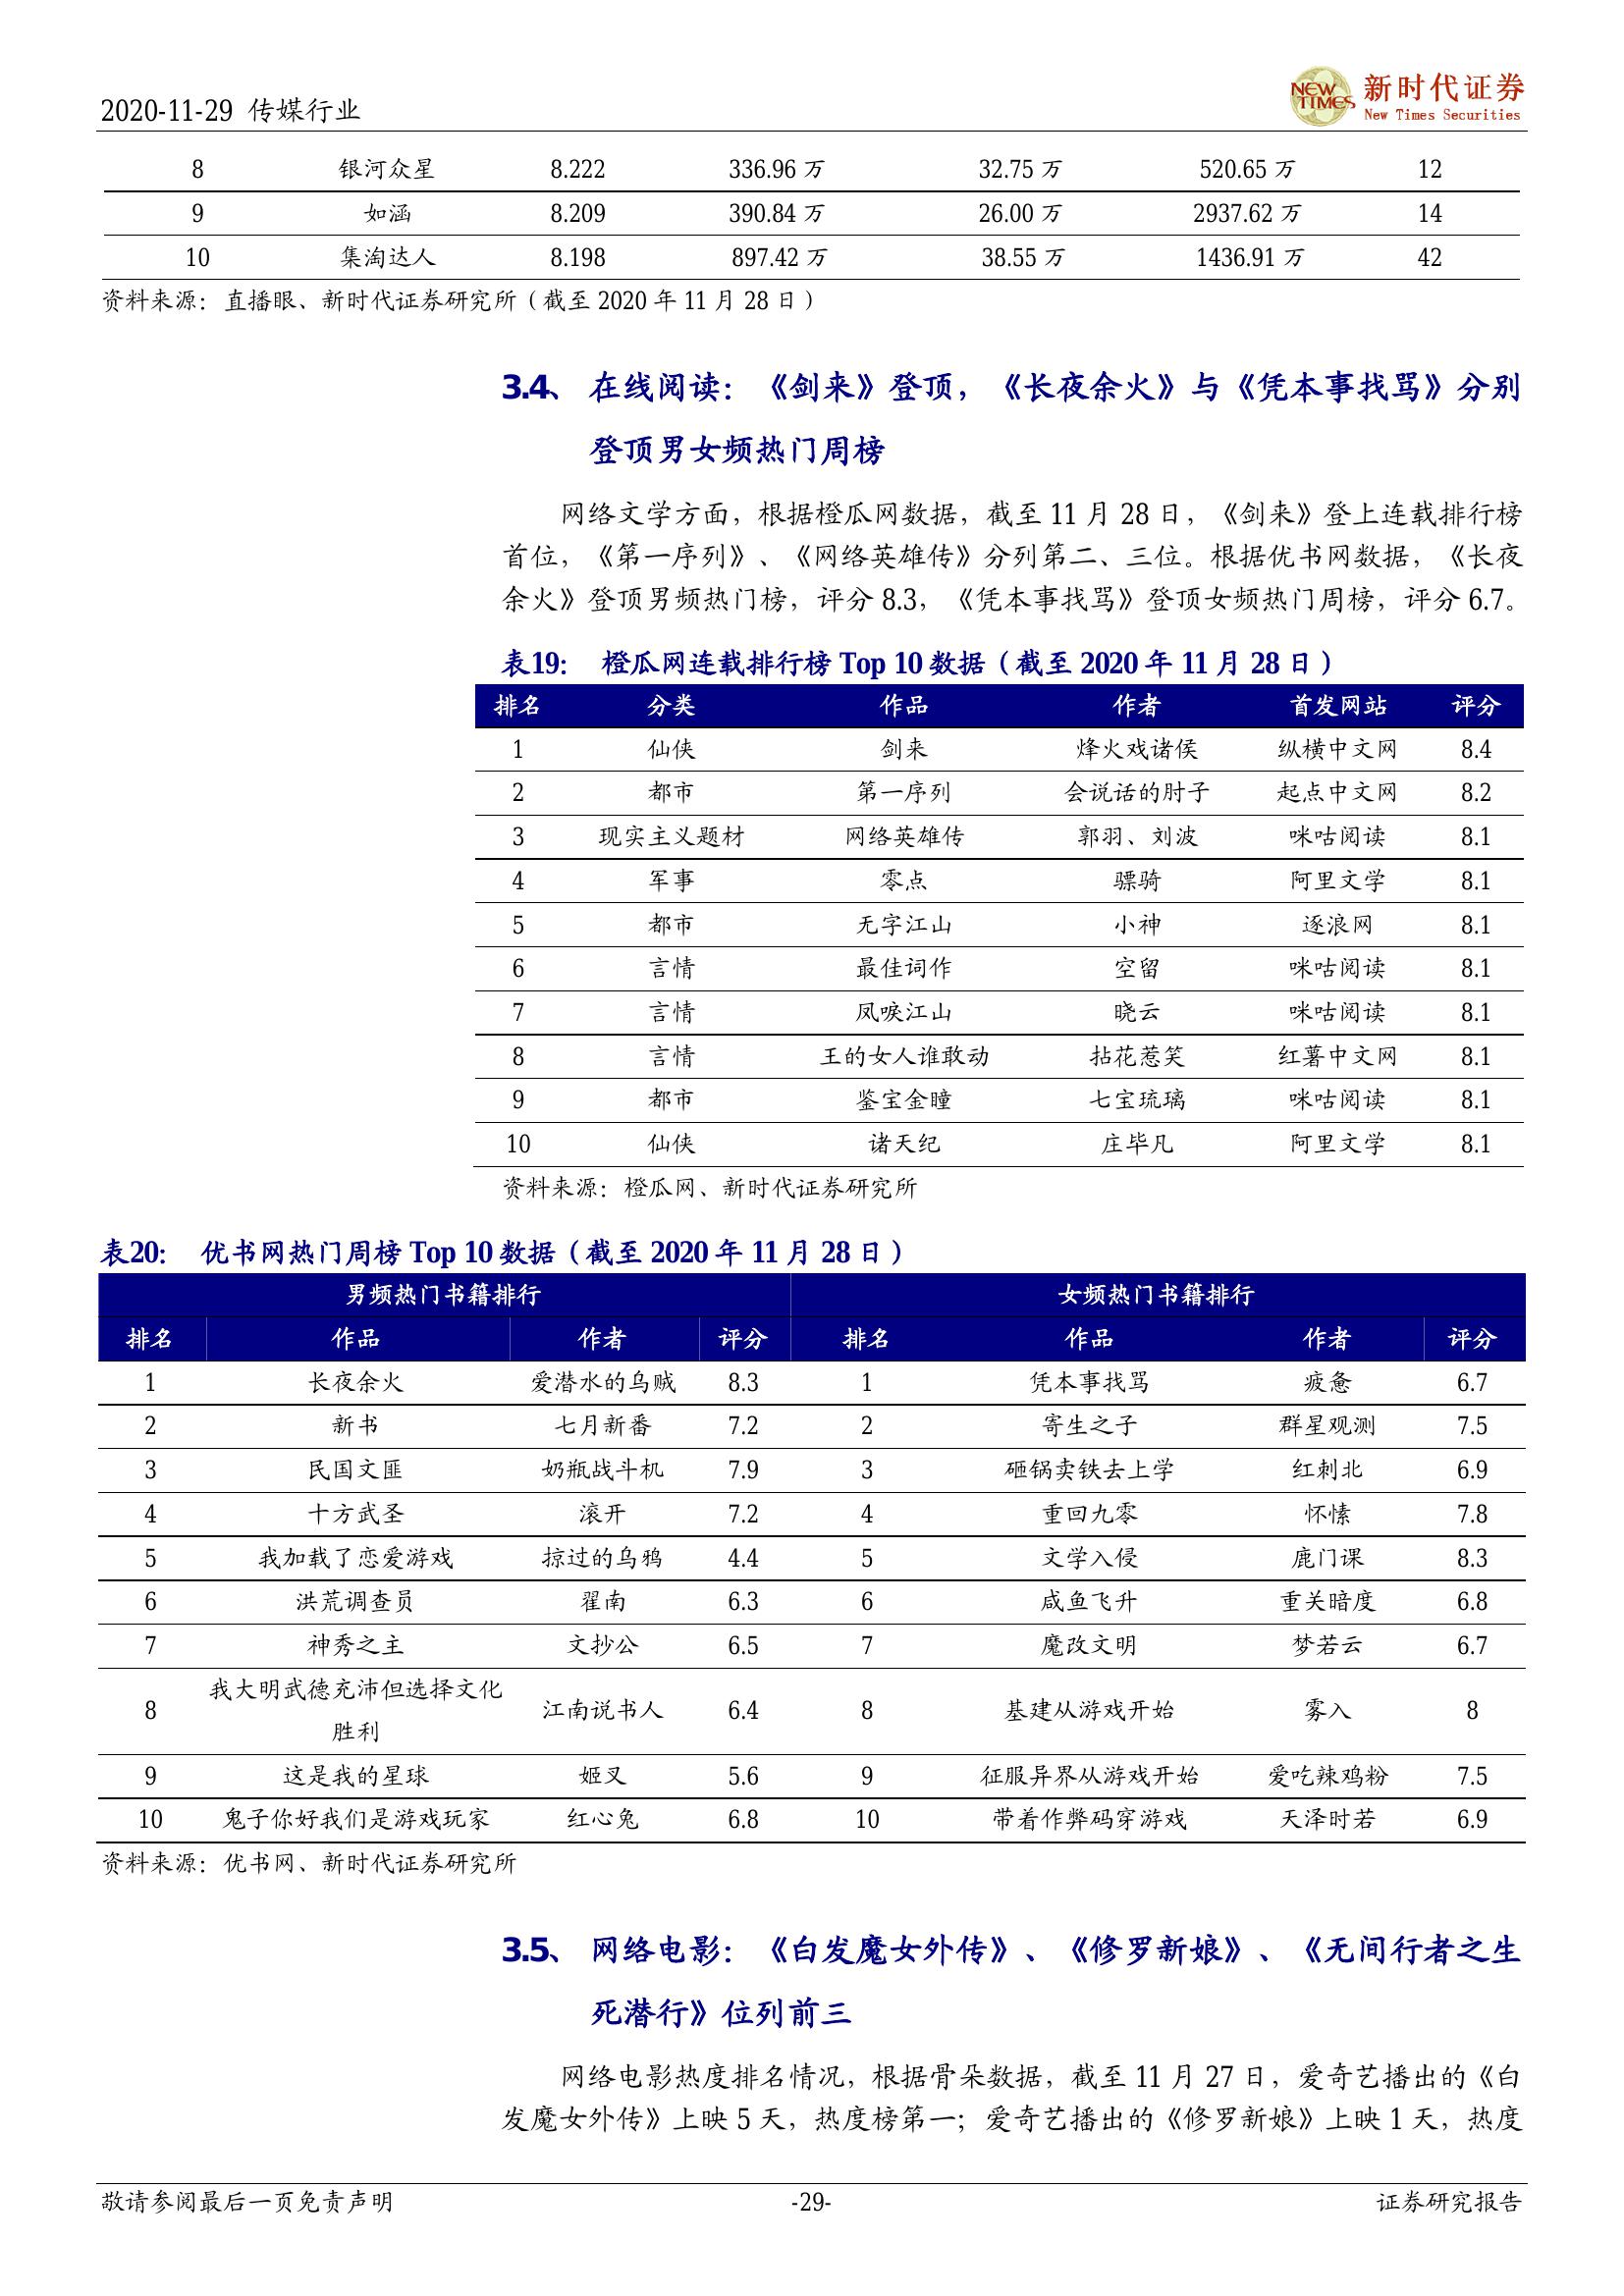 2020-11-29 传媒行业
NEW TIMES 新时代证券
New Times Securities
8 银河众星 8.222 336.96 万 32.75 万 520.65 万 12
9 如涵 8.209 390.84 万 26.00 万 2937.62 万 14
10 集淘达人 8.198 897.42 万 38.55 万 1436.91 万 42
资料来源：直播眼、新时代证券研究所（截至 2020 年 11 月 28 日）
3.4、 在线阅读：《剑来》登顶，《长夜余火》与《凭本事找骂》分别
登顶男女频热门周榜
网络文学方面，根据橙瓜网数据，截至 11 月 28 日，《剑来》登上连载排行榜
首位，《第一序列》、《网络英雄传》分列第二、三位。根据优书网数据，《长夜
余火》登顶男频热门榜，评分 8.3，《凭本事找骂》登顶女频热门周榜，评分 6.7。
表19： 橙瓜网连载排行榜 Top 10 数据（截至 2020 年 11 月 28 日）
排名 分类 作品 作者 首发网站 评分
1 仙侠 剑来 烽火戏诸侯 纵横中文网 8.4
2 都市 第一序列 会说话的肘子 起点中文网 8.2
3 现实主义题材 网络英雄传 郭羽、刘波 咪咕阅读 8.1
4 军事 零点 骠骑 阿里文学 8.1
5 都市 无字江山 小神 逐浪网 8.1
6 言情 最佳词作 空留 咪咕阅读 8.1
7 言情 凤唳江山 晓云 咪咕阅读 8.1
8 言情 王的女人谁敢动 拈花惹笑 红薯中文网 8.1
9 都市 鉴宝金瞳 七宝琉璃 咪咕阅读 8.1
10 仙侠 诸天纪 庄毕凡 阿里文学 8.1
资料来源：橙瓜网、新时代证券研究所
表20： 优书网热门周榜 Top 10 数据（截至 2020 年 11 月 28 日）
男频热门书籍排行 女频热门书籍排行
排名 作品 作者 评分 排名 作品 作者 评分
1 长夜余火 爱潜水的乌贼 8.3 1 凭本事找骂 疲惫 6.7
2 新书 七月新番 7.2 2 寄生之子 群星观测 7.5
3 民国文匪 奶瓶战斗机 7.9 3 砸锅卖铁去上学 红刺北 6.9
4 十方武圣 滚开 7.2 4 重回九零 怀愫 7.8
5 我加载了恋爱游戏 掠过的乌鸦 4.4 5 文学入侵 鹿门课 8.3
6 洪荒调查员 翟南 6.3 6 咸鱼飞升 重关暗度 6.8
7 神秀之主 文抄公 6.5 7 魔改文明 梦若云 6.7
8 我大明武德充沛但选择文化 江南说书人 6.4 8 基建从游戏开始 雾入 8
胜利
9 这是我的星球 姬叉 5.6 9 征服异界从游戏开始 爱吃辣鸡粉 7.5
10 鬼子你好我们是游戏玩家 红心兔 6.8 10 带着作弊码穿游戏 天泽时若 6.9
资料来源：优书网、新时代证券研究所
3.5、 网络电影：《白发魔女外传》、《修罗新娘》、《无间行者之生
死潜行》位列前三
网络电影热度排名情况，根据骨朵数据，截至 11 月 27 日，爱奇艺播出的《白
发魔女外传》上映 5 天，热度榜第一；爱奇艺播出的《修罗新娘》上映 1 天，热度
敬请参阅最后一页免责声明 -29- 证券研究报告